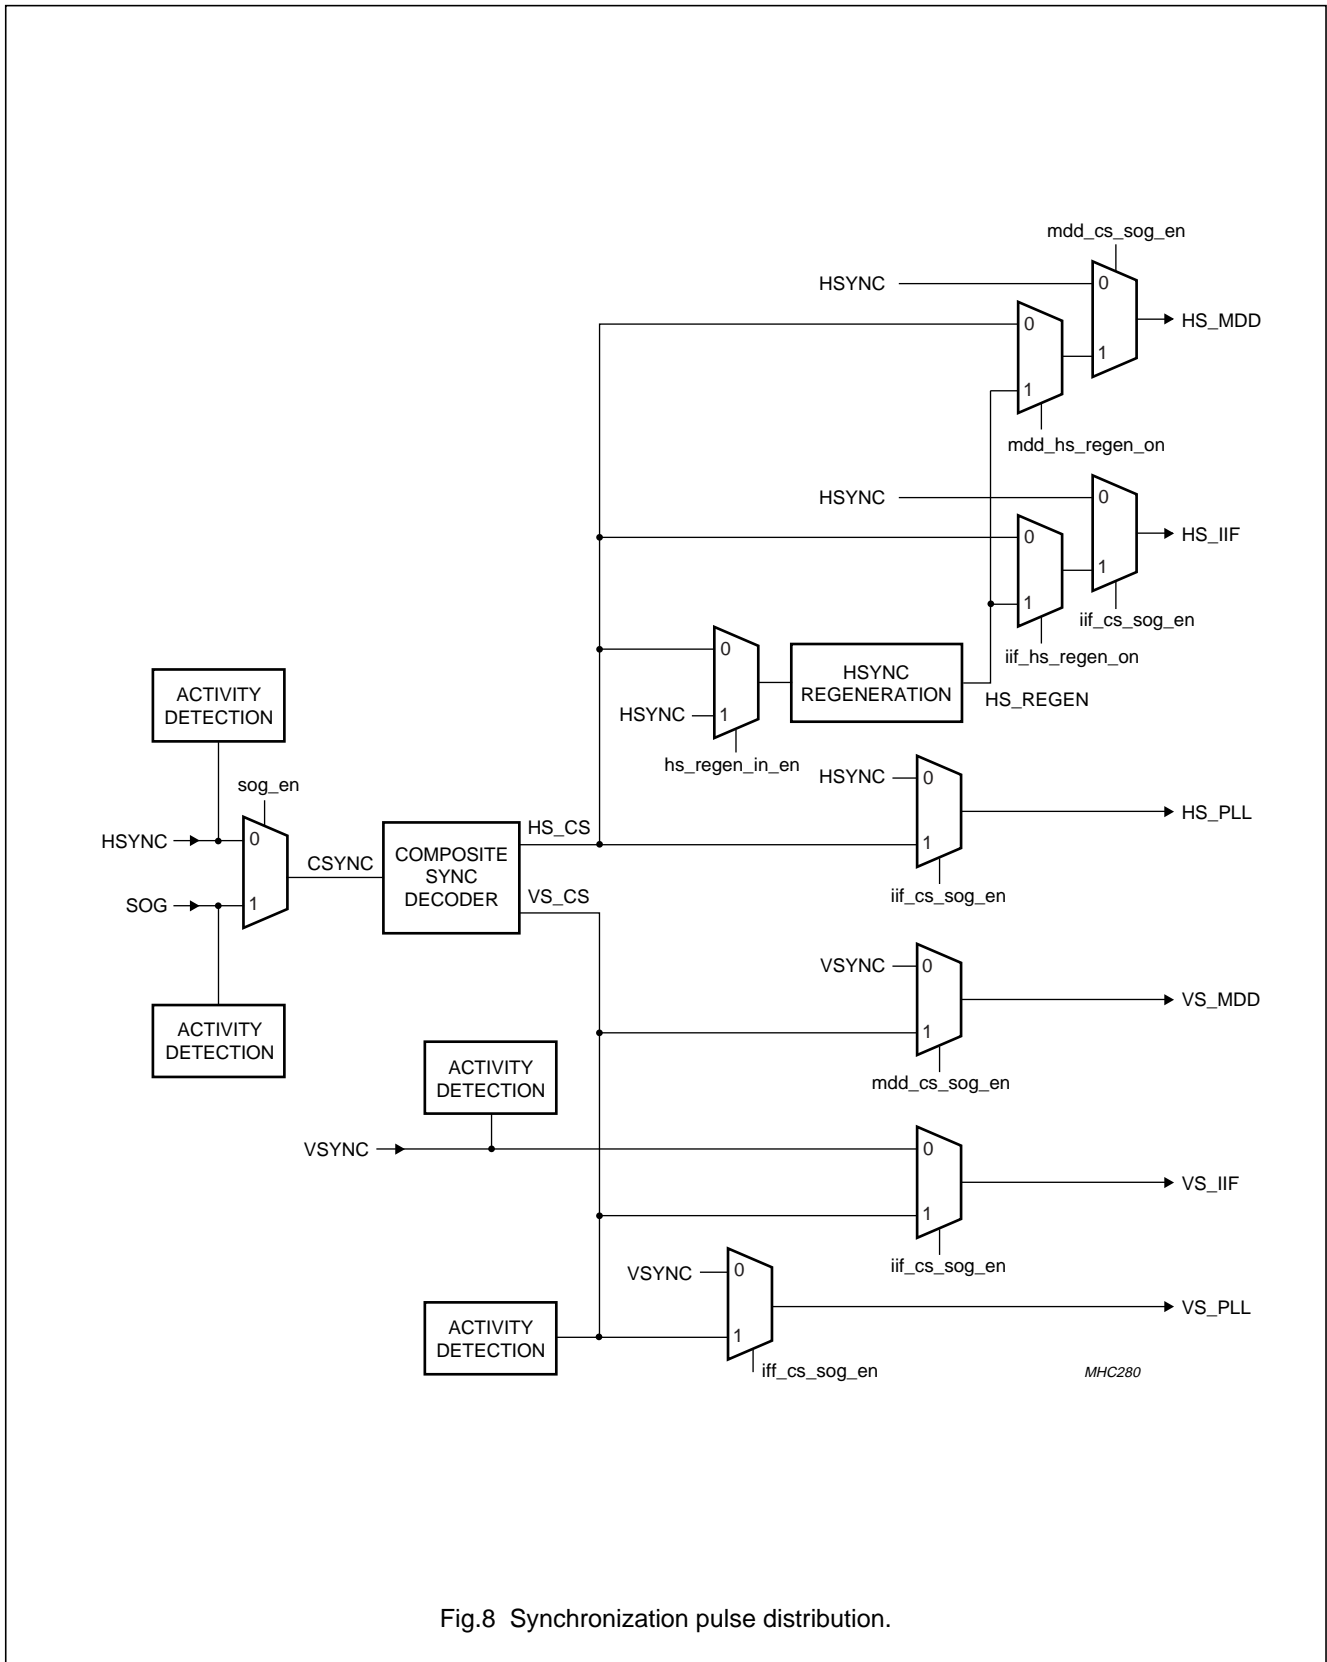 mdd_cs_sog_en
HSYNC
0
HS_MDD
0
1
1
mdd_hs_regen_on
HSYNC
0
HS_IIF
0
1
1
iif_cs_sog_en
iif_hs_regen_on
0
HSYNC
REGENERATION
HS_REGEN
HSYNC
1
hs_regen_in_en
ACTIVITY
DETECTION
sog_en
HSYNC
0
SOG
1
CSYNC
COMPOSITE
SYNC
DECODER
HS_CS
VS_CS
HSYNC
0
HS_PLL
1
iif_cs_sog_en
VSYNC
0
VS_MDD
1
mdd_cs_sog_en
ACTIVITY
DETECTION
ACTIVITY
DETECTION
VSYNC
0
VS_IIF
1
iif_cs_sog_en
VSYNC
0
VS_PLL
ACTIVITY
DETECTION
1
iff_cs_sog_en
MHC280
Fig.8 Synchronization pulse distribution.